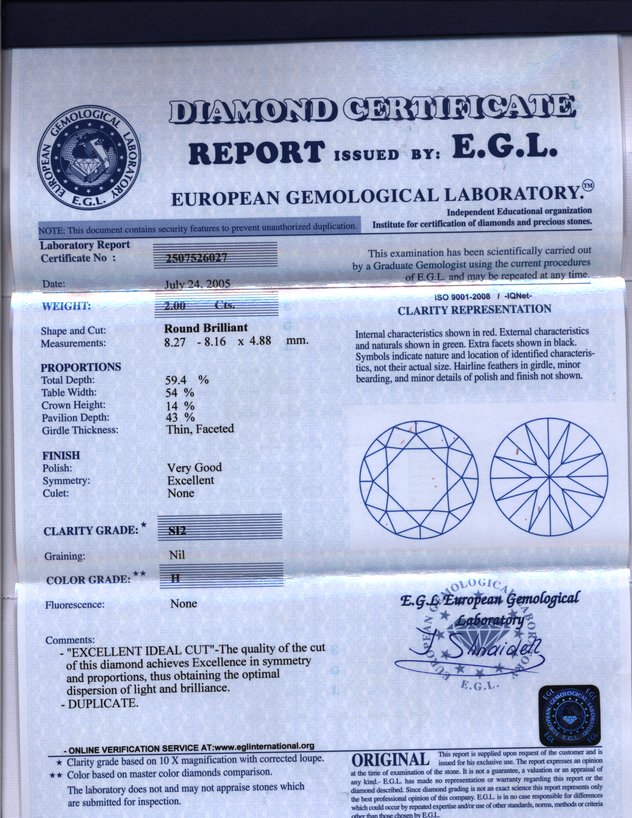 DIAMOND CERTIFICATE
REPORT ISSUED BY: E.G.L.
EUROPEAN GEMOLOGICAL LABORATORY.™
Independent Educational organization
Institute for certification of diamonds and precious stones.
EUROPEAN GEMOLOGICAL LABORATORY
E.G.L.
NOTE: This document contains security features to prevent unauthorized duplication.
Laboratory Report
Certificate No : 2507526027
Date: July 24, 2005
WEIGHT: 2.00 Cts.
Shape and Cut: Round Brilliant
Measurements: 8.27 - 8.16 x 4.88 mm.
PROPORTIONS
Total Depth: 59.4 %
Table Width: 54 %
Crown Height: 14 %
Pavilion Depth: 43 %
Girdle Thickness: Thin, Faceted
FINISH
Polish: Very Good
Symmetry: Excellent
Culet: None
CLARITY GRADE: ★ SI2
Graining: Nil
COLOR GRADE: ★★ H
Fluorescence: None
Comments:
- "EXCELLENT IDEAL CUT"-The quality of the cut
of this diamond achieves Excellence in symmetry
and proportions, thus obtaining the optimal
dispersion of light and brilliance.
- DUPLICATE.
- ONLINE VERIFICATION SERVICE AT:www.eglinternational.org
★ Clarity grade based on 10 X magnification with corrected loupe.
★★ Color based on master color diamonds comparison.
The laboratory does not and may not appraise stones which
are submitted for inspection.
This examination has been scientifically carried out
by a Graduate Gemologist using the current procedures
of E.G.L. and may be repeated at any time.
ISO 9001-2008 / -IQNet-
CLARITY REPRESENTATION
Internal characteristics shown in red. External characteristics
and naturals shown in green. Extra facets shown in black.
Symbols indicate nature and location of identified characteris-
tics, not their actual size. Hairline feathers in girdle, minor
bearding, and minor details of polish and finish not shown.
E.G.L European Gemological
Laboratory
EUROPEAN GEMOLOGICAL
E.G.L.
EGL
EGL
EUROPEAN GEMOLOGICAL LABORATORY
EGL
EGL
ORIGINAL This report is supplied upon request of the customer and is
issued for his exclusive use. The report expresses an opinion
at the time of examination of the stone. It is not a guarantee, a valuation or an appraisal of
any kind.- E.G.L. has made no representation or warranty regarding this report or the
diamond described. Since diamond grading is not an exact science this report represents only
the best professional opinion of this company. E.G.L. is in no case responsible for differences
which could occur by repeated expertise and/or use of other standards, norms, methods or criteria
other than those chosen by E.G.L.